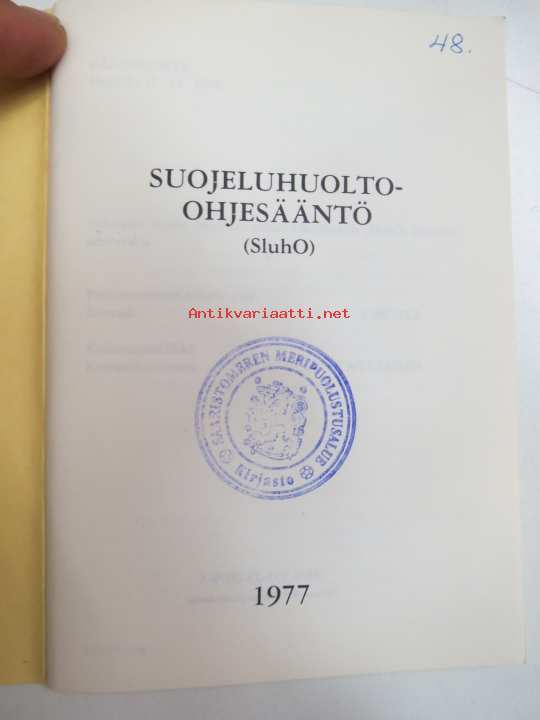 48.
SUOJELUHUOLTO-
OHJESÄÄNTÖ
(SluhO)
Antikvariaatti.net
SAARISTOMEREN MERIPUOLUSTUSALUE
Kirjasto
1977